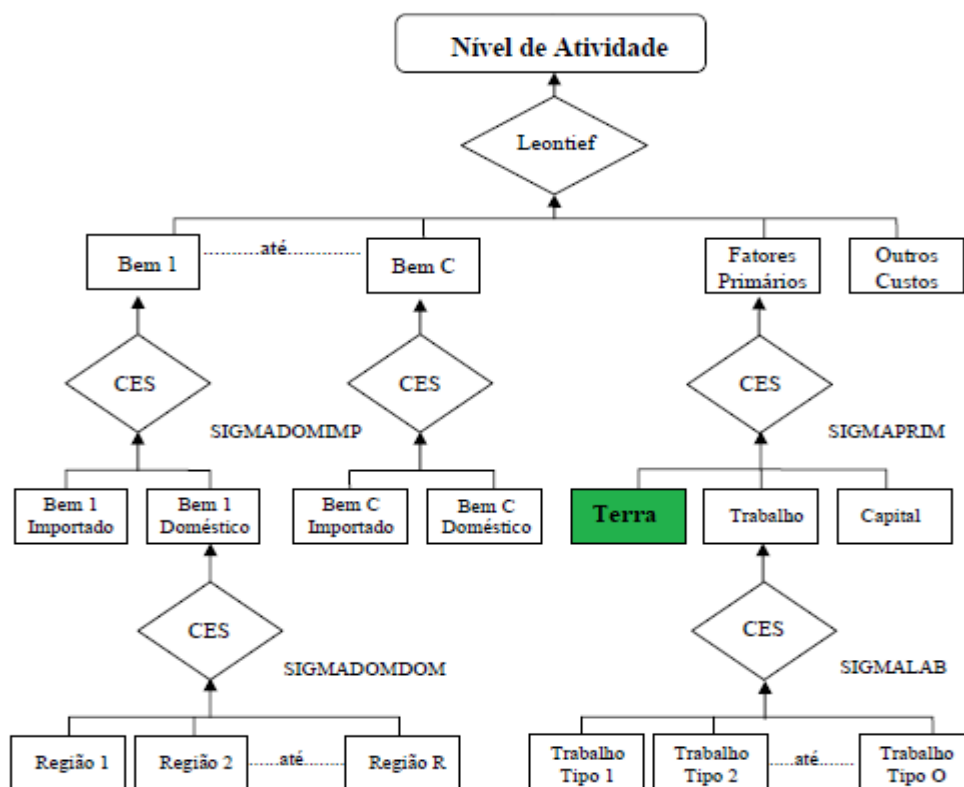 Nível de Atividade
Leontief
Bem 1
até
Bem C
Fatores
Primários
Outros
Custos
CES
CES
CES
SIGMADOMIMP
SIGMAPRIM
Bem 1
Importado
Bem 1
Doméstico
Bem C
Importado
Bem C
Doméstico
Terra
Trabalho
Capital
CES
CES
SIGMADOMDOM
SIGMALAB
Região 1
Região 2
até
Região R
Trabalho
Tipo 1
Trabalho
Tipo 2
até
Trabalho
Tipo O